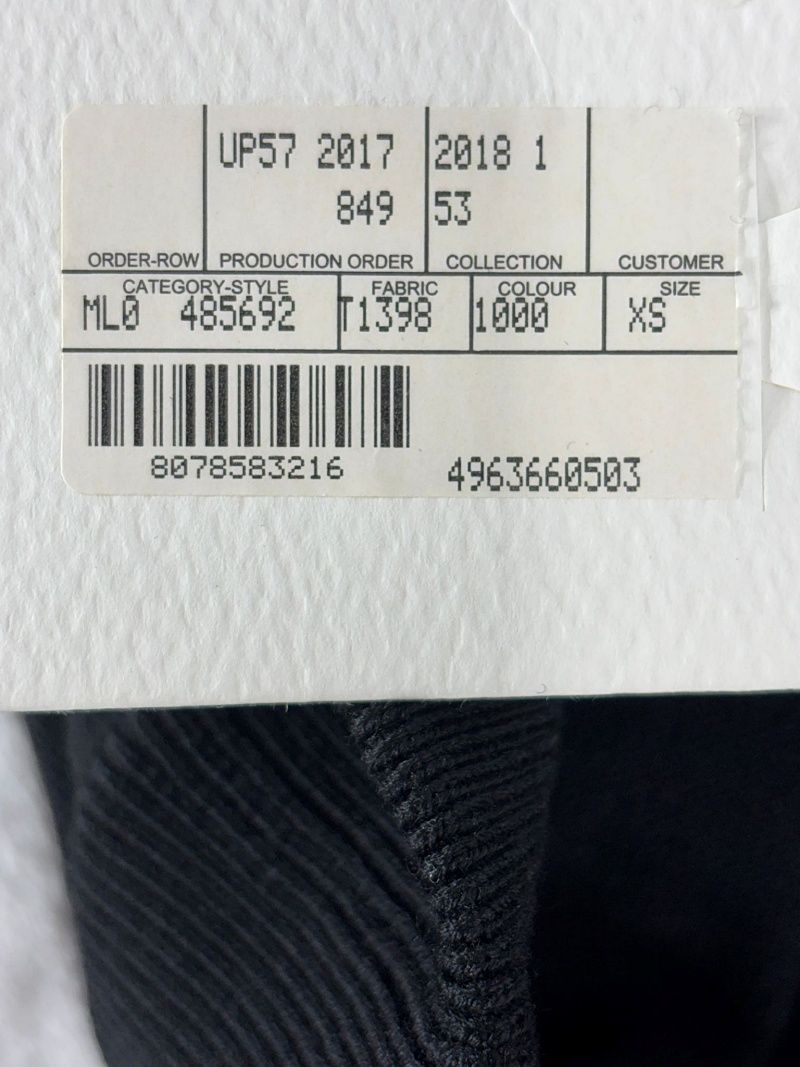 UP57 2017 2018 1
849 53
ORDER-ROW PRODUCTION ORDER COLLECTION CUSTOMER
CATEGORY-STYLE FABRIC COLOUR SIZE
ML0 485692 T1398 1000 XS
8078583216 4963660503